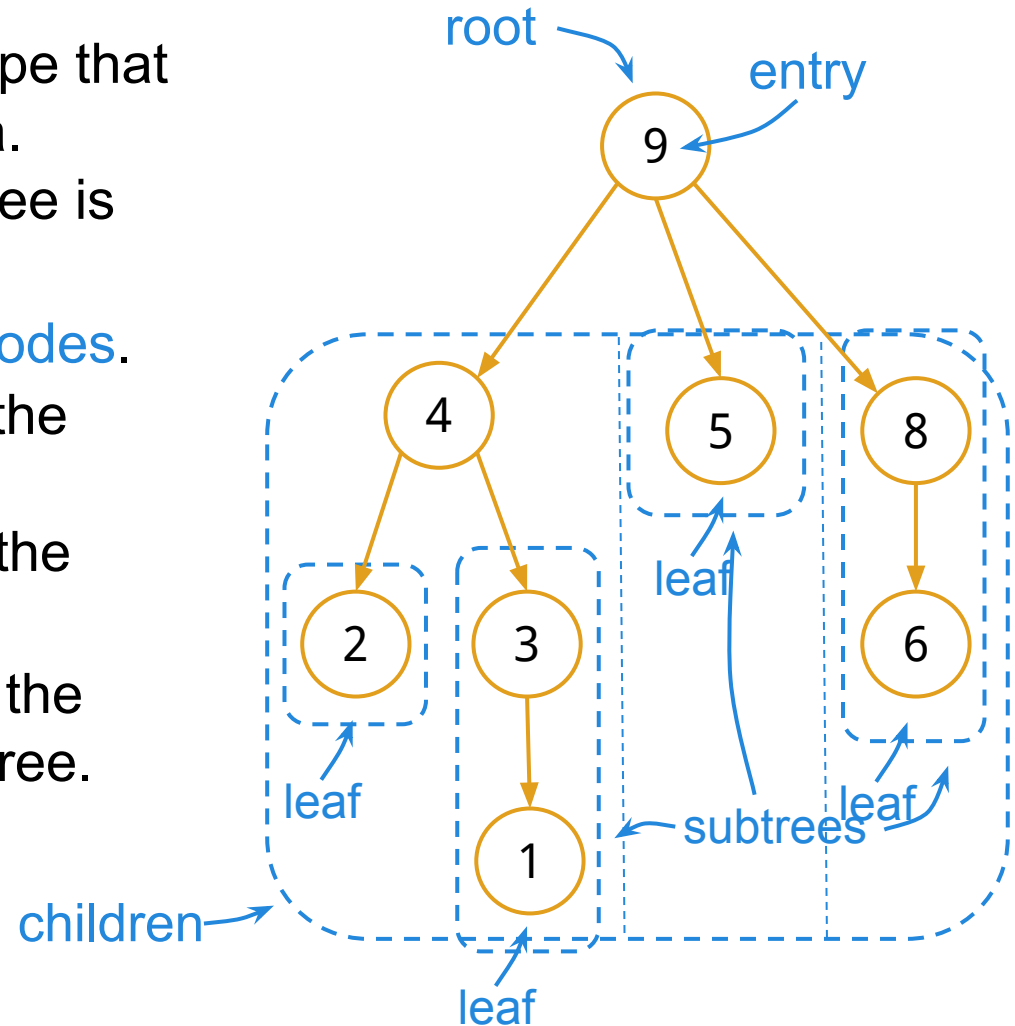 root
pe that
entry
a.
9
ee is
odes.
the
4
5
8
the
leaf
2
3
6
the
ree.
leaf
leaf
subtrees
1
children
leaf